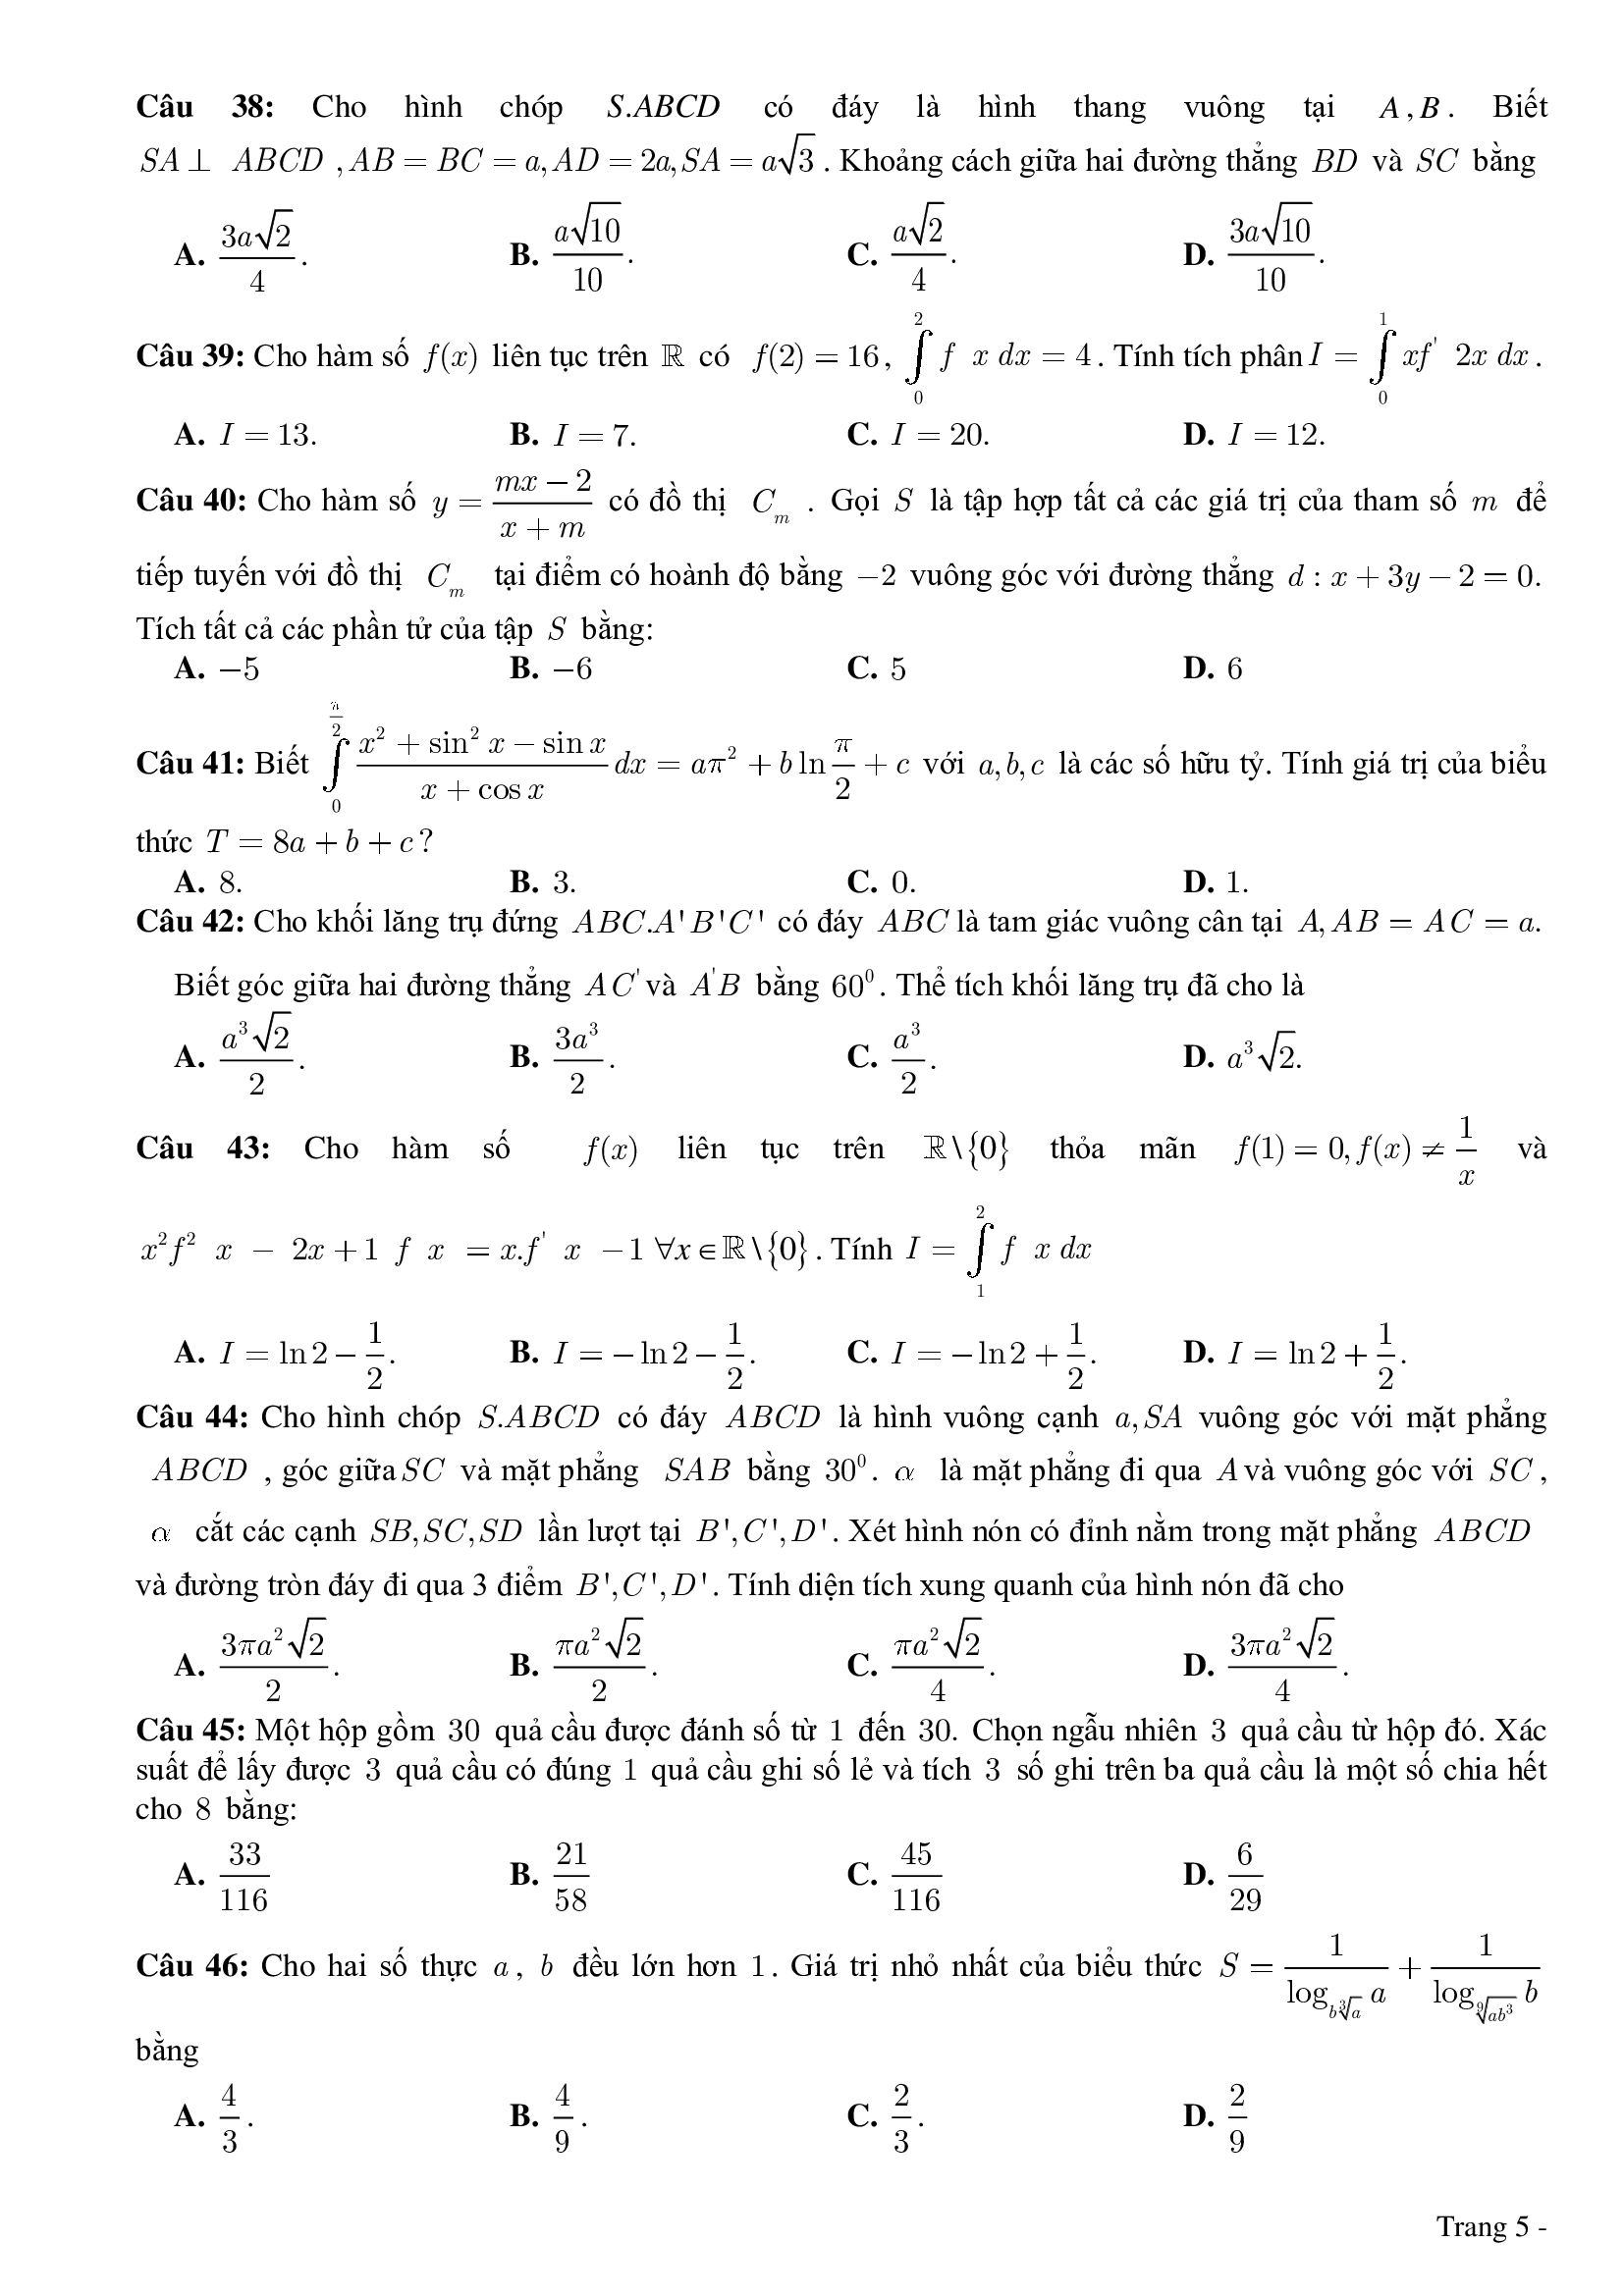 Câu 38: Cho hình chóp S.ABCD có đáy là hình thang vuông tại A, B. Biết
SA ⊥ ABCD , AB = BC = a, AD = 2a, SA = a√3. Khoảng cách giữa hai đường thẳng BD và SC bằng
A. \frac{3a\sqrt{2}}{4}. B. \frac{a\sqrt{10}}{10}. C. \frac{a\sqrt{2}}{4}. D. \frac{3a\sqrt{10}}{10}.
Câu 39: Cho hàm số f(x) liên tục trên ℝ có f(2) = 16, \int_0^2 f x dx = 4. Tính tích phân I = \int_0^1 xf' 2x dx.
A. I = 13. B. I = 7. C. I = 20. D. I = 12.
Câu 40: Cho hàm số y = \frac{mx - 2}{x + m} có đồ thị C_m . Gọi S là tập hợp tất cả các giá trị của tham số m để
tiếp tuyến với đồ thị C_m tại điểm có hoành độ bằng −2 vuông góc với đường thẳng d : x + 3y − 2 = 0.
Tích tất cả các phần tử của tập S bằng:
A. −5 B. −6 C. 5 D. 6
Câu 41: Biết \int_0^{\frac{π}{2}} \frac{x^2 + \sin^2 x - \sin x}{x + \cos x} dx = aπ^2 + b ln \frac{π}{2} + c với a, b, c là các số hữu tỷ. Tính giá trị của biểu
thức T = 8a + b + c ?
A. 8. B. 3. C. 0. D. 1.
Câu 42: Cho khối lăng trụ đứng ABC.A'B'C' có đáy ABC là tam giác vuông cân tại A, AB = AC = a.
Biết góc giữa hai đường thẳng AC' và A'B bằng 60^0. Thể tích khối lăng trụ đã cho là
A. \frac{a^3\sqrt{2}}{2}. B. \frac{3a^3}{2}. C. \frac{a^3}{2}. D. a^3\sqrt{2}.
Câu 43: Cho hàm số f(x) liên tục trên ℝ\{0} thỏa mãn f(1) = 0, f(x) ≠ \frac{1}{x} và
x^2f^2 x − 2x + 1 f x = x.f' x − 1 ∀x ∈ ℝ\{0}. Tính I = \int_1^2 f x dx
A. I = ln 2 − \frac{1}{2}. B. I = −ln 2 − \frac{1}{2}. C. I = −ln 2 + \frac{1}{2}. D. I = ln 2 + \frac{1}{2}.
Câu 44: Cho hình chóp S.ABCD có đáy ABCD là hình vuông cạnh a, SA vuông góc với mặt phẳng
ABCD , góc giữa SC và mặt phẳng SAB bằng 30^0. α là mặt phẳng đi qua A và vuông góc với SC,
α cắt các cạnh SB, SC, SD lần lượt tại B', C', D'. Xét hình nón có đỉnh nằm trong mặt phẳng ABCD
và đường tròn đáy đi qua 3 điểm B', C', D'. Tính diện tích xung quanh của hình nón đã cho
A. \frac{3πa^2\sqrt{2}}{2}. B. \frac{πa^2\sqrt{2}}{2}. C. \frac{πa^2\sqrt{2}}{4}. D. \frac{3πa^2\sqrt{2}}{4}.
Câu 45: Một hộp gồm 30 quả cầu được đánh số từ 1 đến 30. Chọn ngẫu nhiên 3 quả cầu từ hộp đó. Xác
suất để lấy được 3 quả cầu có đúng 1 quả cầu ghi số lẻ và tích 3 số ghi trên ba quả cầu là một số chia hết
cho 8 bằng:
A. \frac{33}{116} B. \frac{21}{58} C. \frac{45}{116} D. \frac{6}{29}
Câu 46: Cho hai số thực a, b đều lớn hơn 1. Giá trị nhỏ nhất của biểu thức S = \frac{1}{\log_{b\sqrt[3]{a}} a} + \frac{1}{\log_{\sqrt[9]{ab^3}} b}
bằng
A. \frac{4}{3}. B. \frac{4}{9}. C. \frac{2}{3}. D. \frac{2}{9}
Trang 5 -